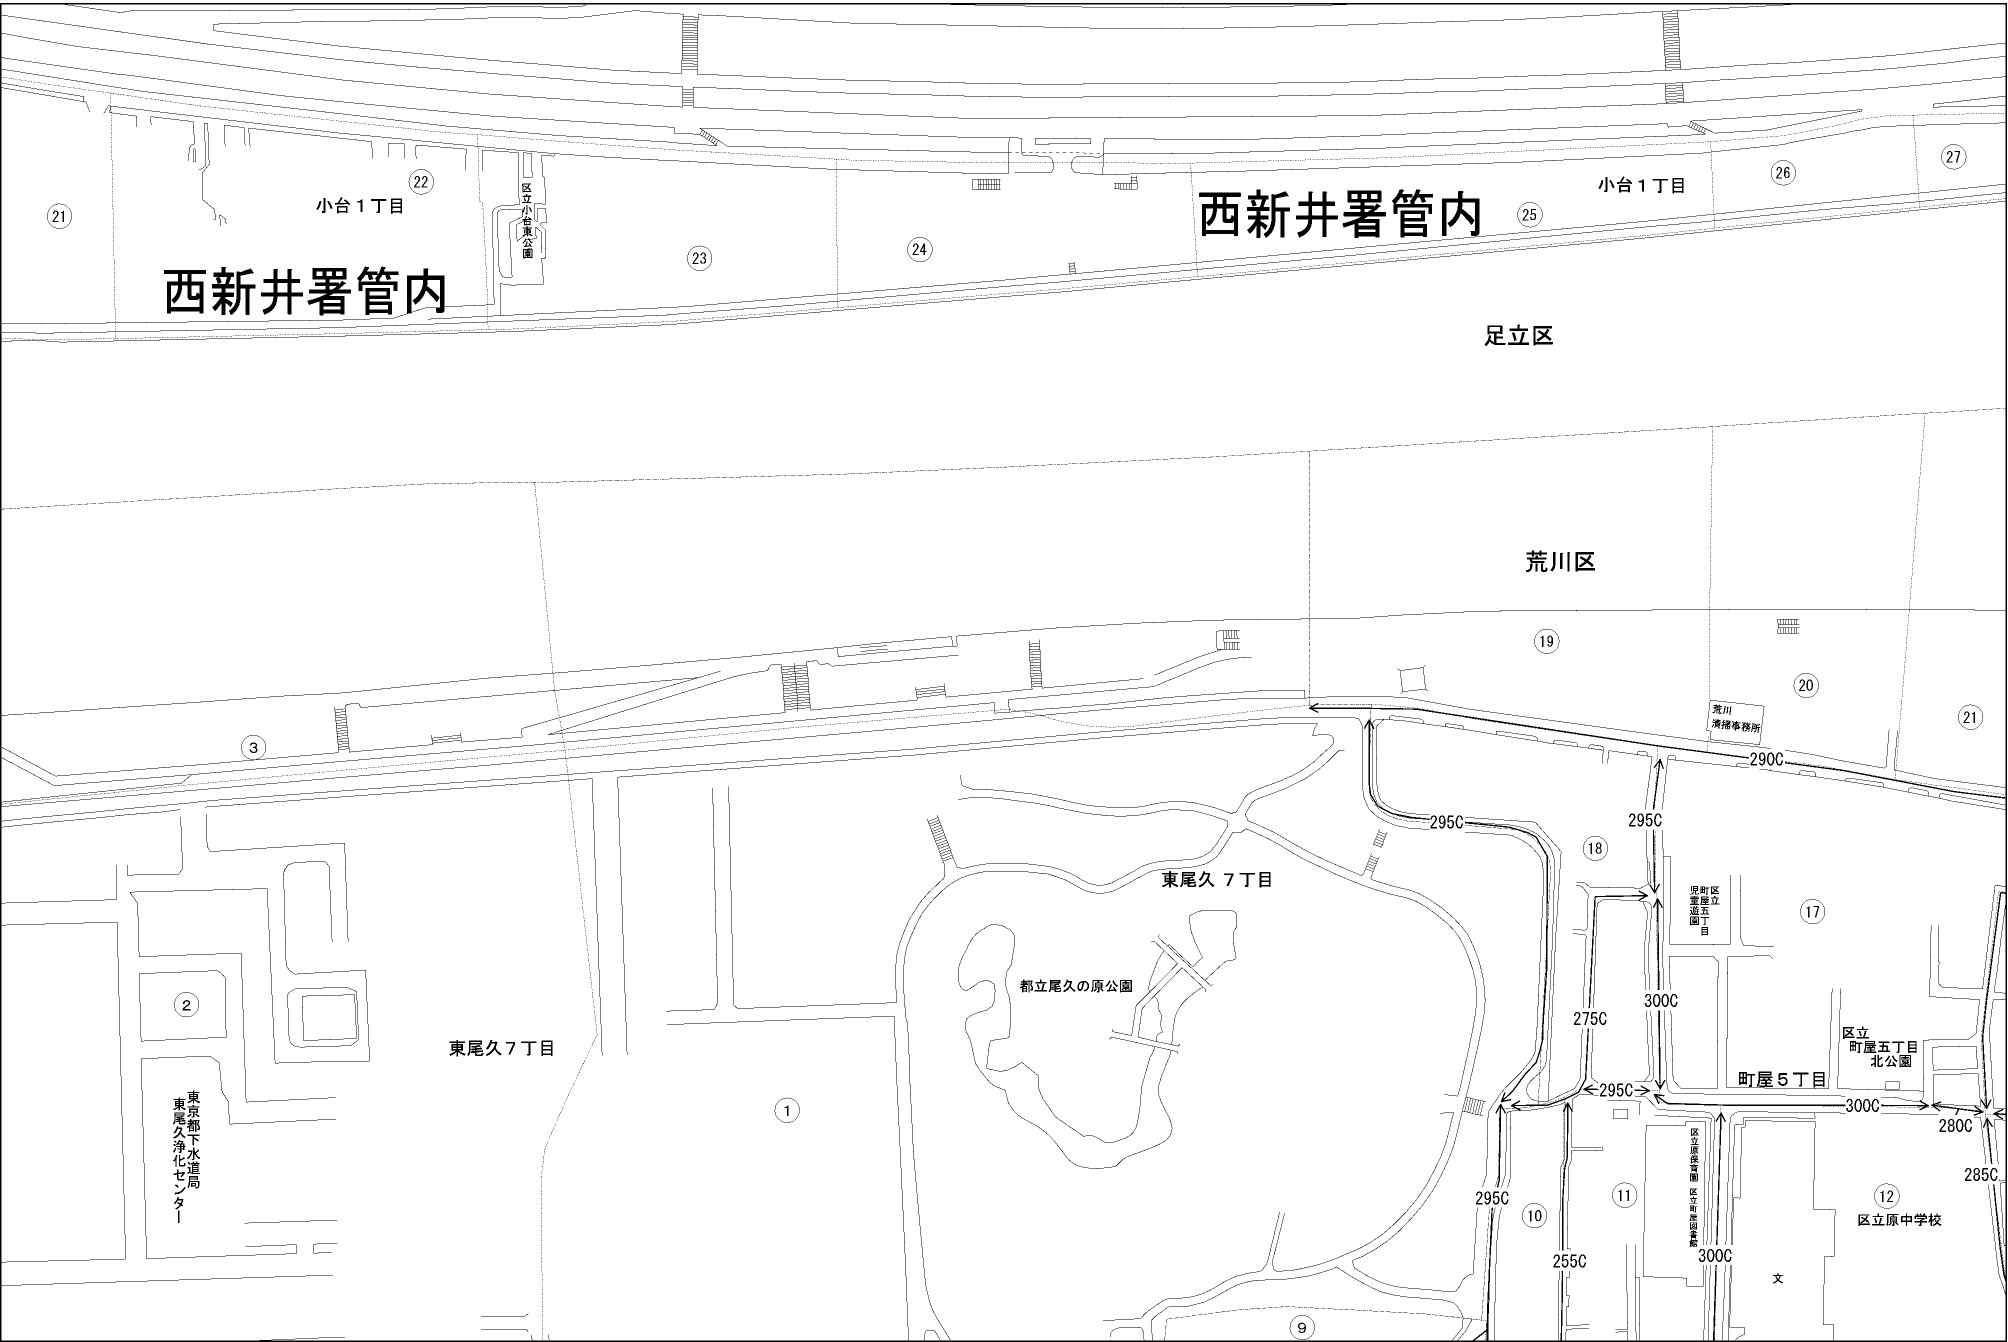 21
22
小台１丁目
区立小台東公園
23
24
25
小台１丁目
26
27
西新井署管内
西新井署管内
足立区
荒川区
19
20
21
荒川
清掃事務所
3
290C
295C
295C
18
東尾久 ７丁目
区立
町屋五丁目
児童遊園
17
都立尾久の原公園
2
300C
275C
東尾久７丁目
区立
町屋五丁目
北公園
町屋５丁目
295C
300C
280C
1
東京都下水道局
東尾久浄化センター
区立原保育園 区立町屋図書館
285C
295C
10
11
12
区立原中学校
255C
300C
文
9